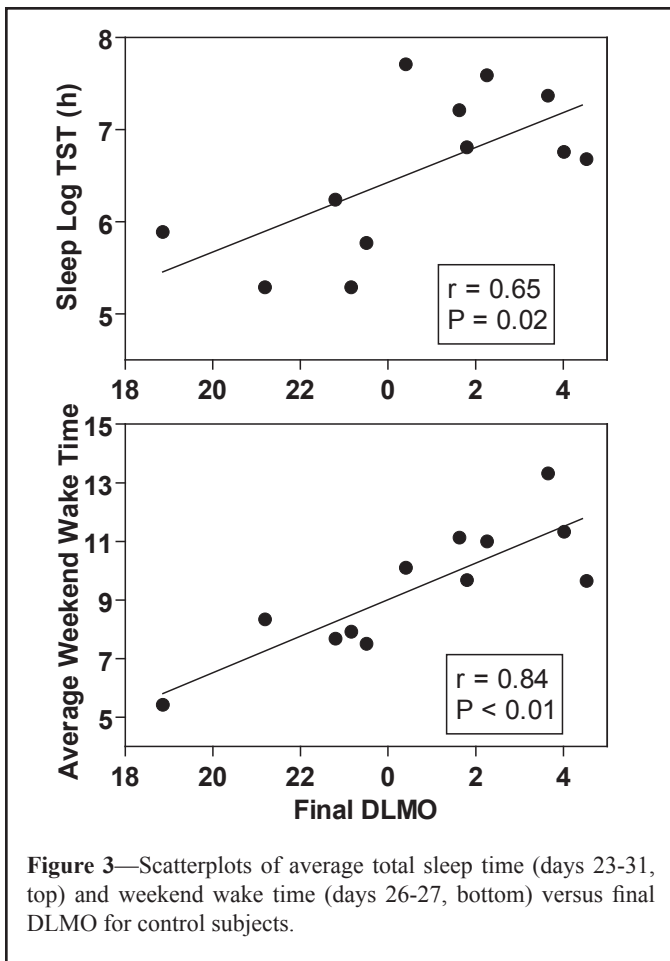 8
7
6
5
Sleep Log TST (h)
r = 0.65
P = 0.02
18 20 22 0 2 4
15
13
11
9
7
5
Average Weekend Wake Time
r = 0.84
P < 0.01
18 20 22 0 2 4
Final DLMO
Figure 3—Scatterplots of average total sleep time (days 23-31,
top) and weekend wake time (days 26-27, bottom) versus final
DLMO for control subjects.